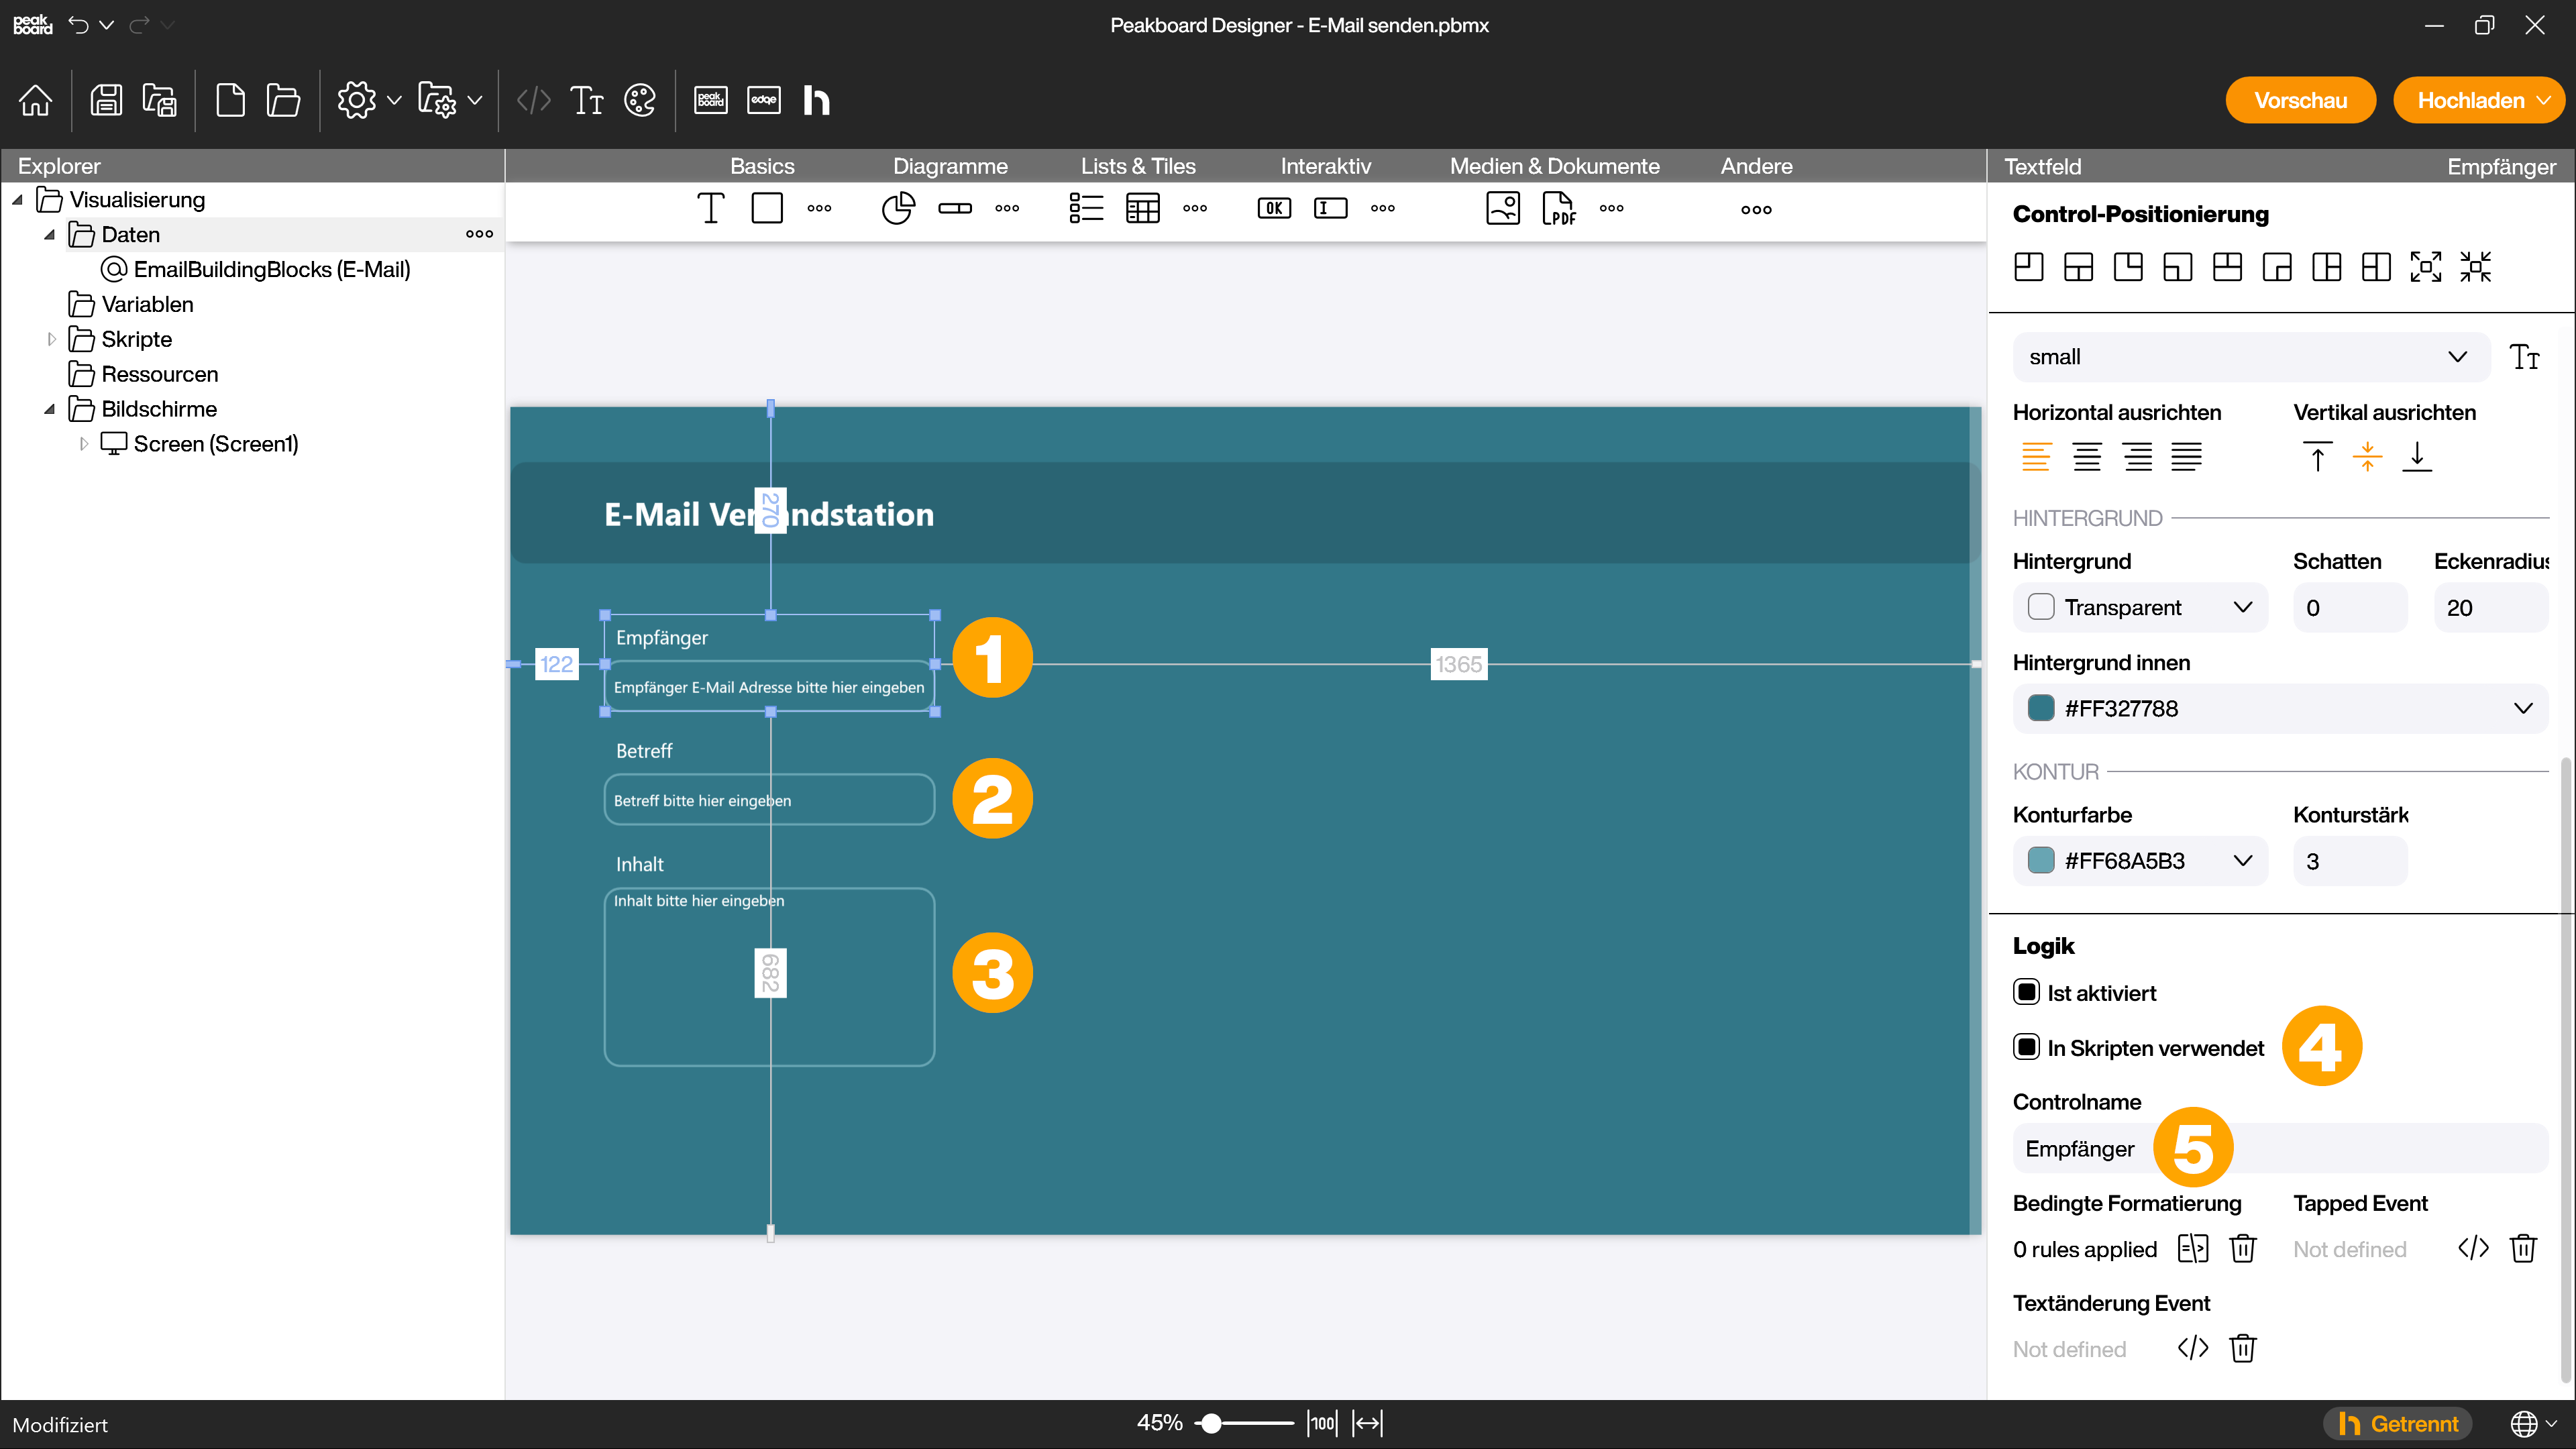 peak board
Peakboard Designer - E-Mail senden.pbmx
peak board
edge
Vorschau
Hochladen
Explorer
Basics
Diagramme
Lists & Tiles
Interaktiv
Medien & Dokumente
Andere
Textfeld
Empfänger
OK
PDF
Visualisierung
Daten
EmailBuildingBlocks (E-Mail)
Variablen
Skripte
Ressourcen
Bildschirme
Screen (Screen1)
E-Mail Ver
ndstation
270
Empfänger
Empfänger E-Mail Adresse bitte hier eingeben
122
1365
1
Betreff
Betreff bitte hier eingeben
2
Inhalt
Inhalt bitte hier eingeben
682
3
Control-Positionierung
small
Horizontal ausrichten
Vertikal ausrichten
HINTERGRUND
Hintergrund
Schatten
Eckenradius
Transparent
0
20
Hintergrund innen
#FF327788
KONTUR
Konturfarbe
Konturstärk
#FF68A5B3
3
Logik
Ist aktiviert
In Skripten verwendet
4
Controlname
Empfänger
5
Bedingte Formatierung
Tapped Event
0 rules applied
Not defined
Textänderung Event
Not defined
Modifiziert
45%
100
Getrennt